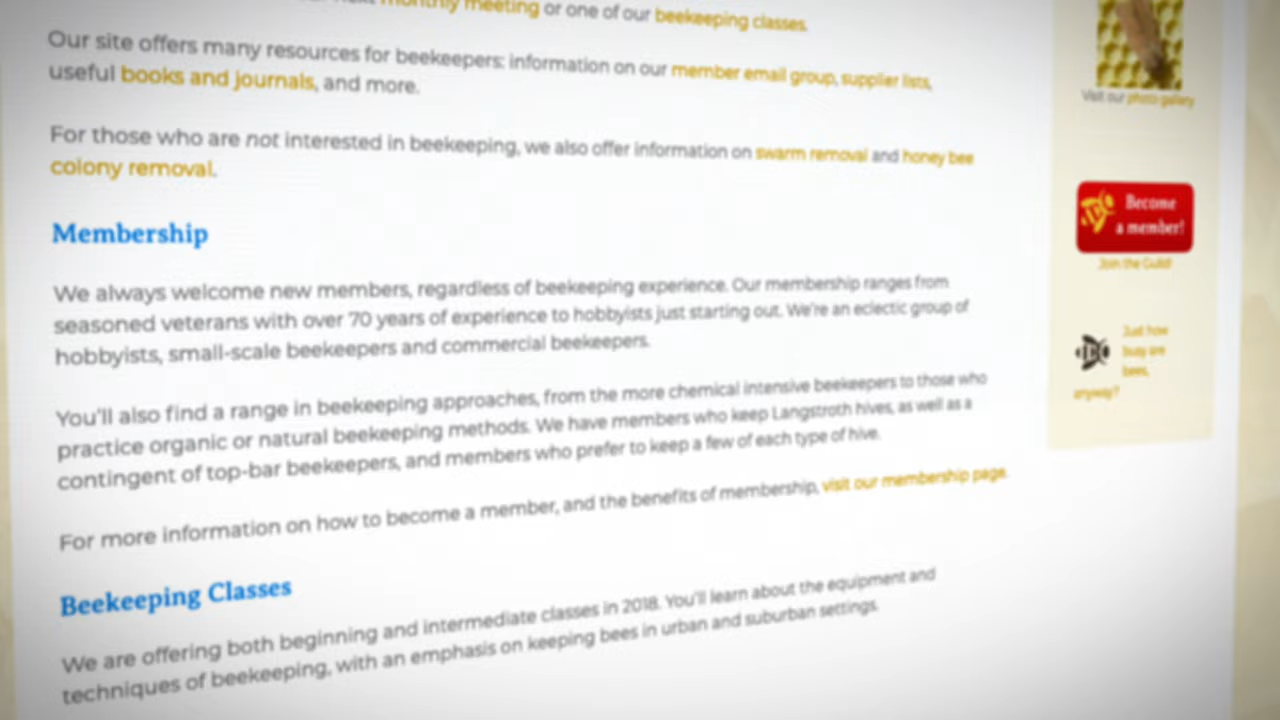 monthly meeting or one of our beekeeping classes.
Our site offers many resources for beekeepers: information on our member email group, supplier lists,
useful books and journals, and more.
For those who are not interested in beekeeping, we also offer information on swarm removal and honey bee
colony removal.
Membership
We always welcome new members, regardless of beekeeping experience. Our membership ranges from
seasoned veterans with over 70 years of experience to hobbyists just starting out. We're an eclectic group of
hobbyists, small-scale beekeepers and commercial beekeepers.
You'll also find a range in beekeeping approaches, from the more chemical intensive beekeepers to those who
practice organic or natural beekeeping methods. We have members who keep Langstroth hives, as well as a
contingent of top-bar beekeepers, and members who prefer to keep a few of each type of hive.
For more information on how to become a member, and the benefits of membership, visit our membership page.
Beekeeping Classes
We are offering both beginning and intermediate classes in 2018. You'll learn about the equipment and
techniques of beekeeping, with an emphasis on keeping bees in urban and suburban settings.
Visit our photo gallery
Become
a member!
Join the Guild
Just how
busy are
bees,
anyway?